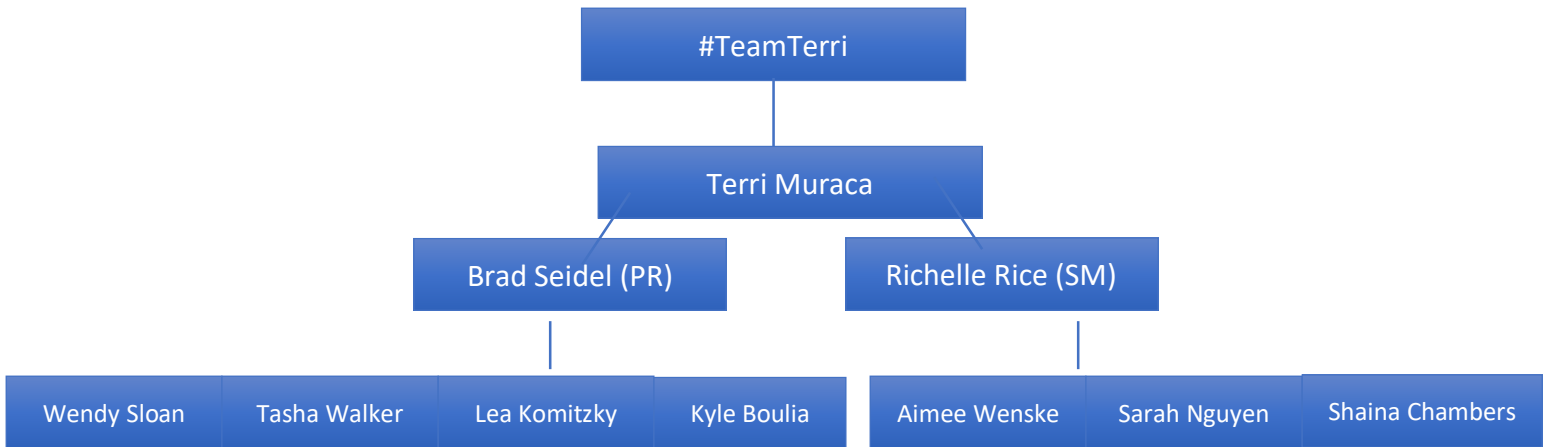 #TeamTerri
Terri Muraca
Brad Seidel (PR)
Richelle Rice (SM)
Wendy Sloan
Tasha Walker
Lea Komitzky
Kyle Boulia
Aimee Wenske
Sarah Nguyen
Shaina Chambers